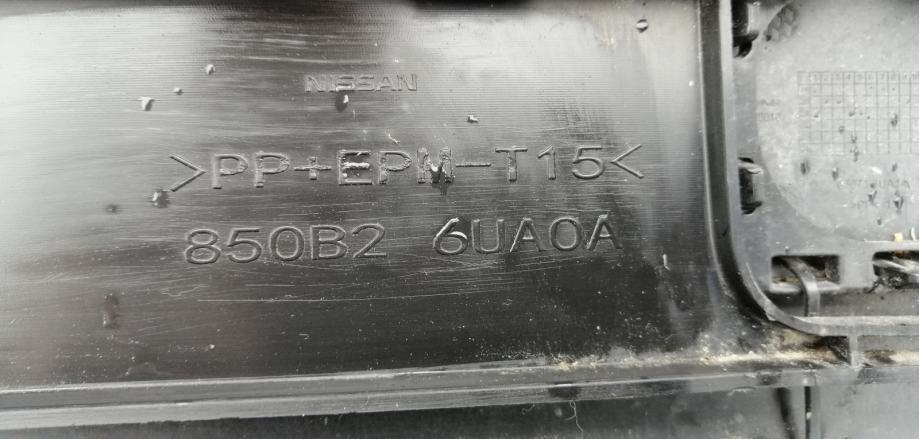 NISSAN
>PP+EPM-T15<
850B2 6UA0A